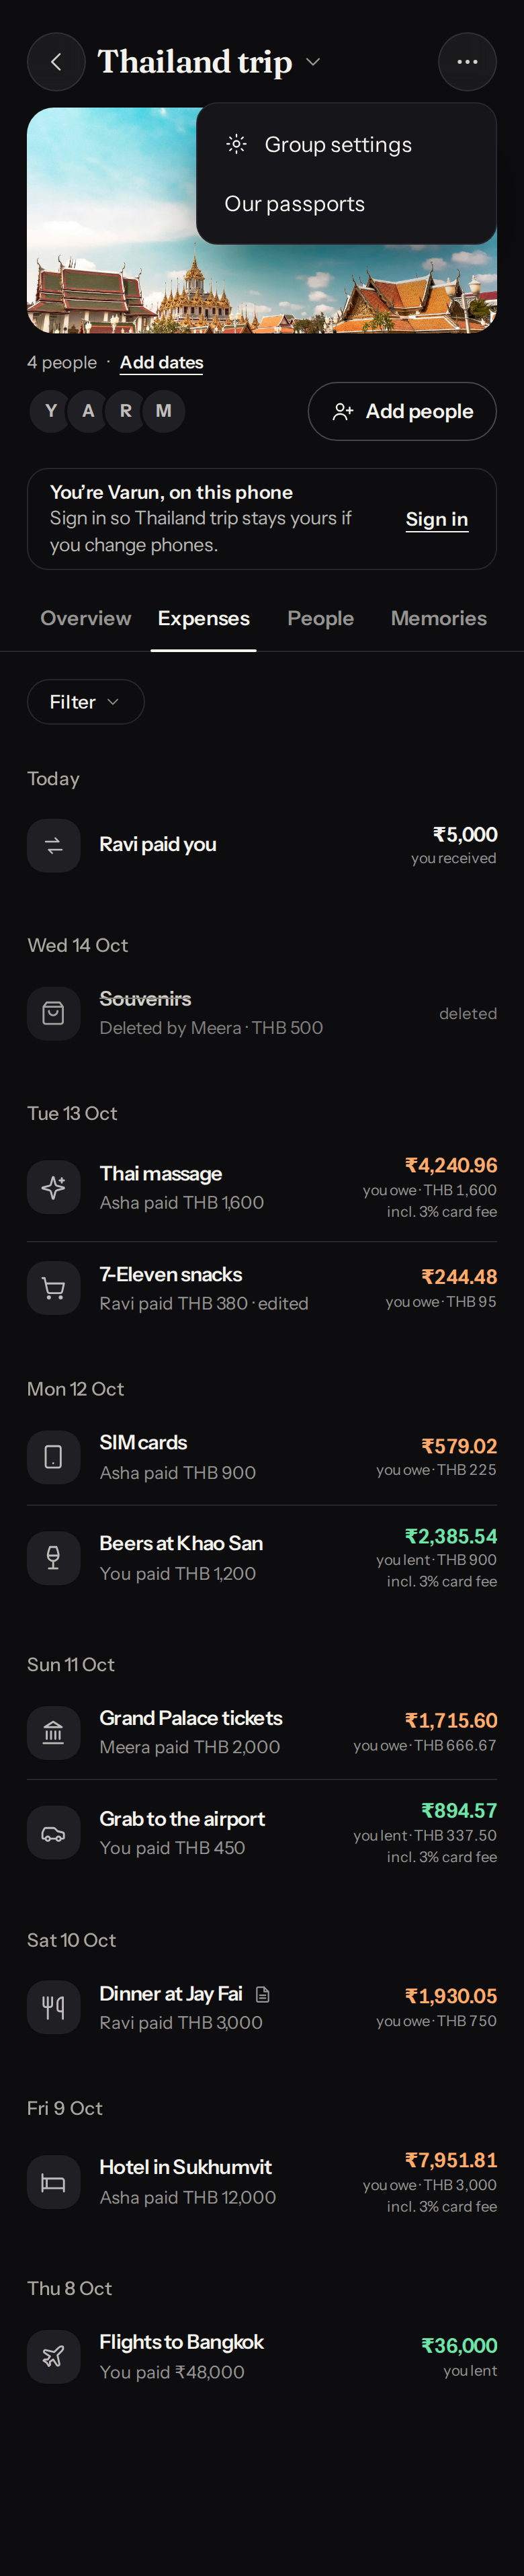 Thailand trip
Group settings
Our passports
4 people · Add dates
Y A R M
Add people
You're Varun, on this phone
Sign in so Thailand trip stays yours if
you change phones.
Sign in
Overview Expenses People Memories
Filter
Today
Ravi paid you
₹5,000
you received
Wed 14 Oct
Souvenirs
Deleted by Meera · THB 500
deleted
Tue 13 Oct
Thai massage
Asha paid THB 1,600
₹4,240.96
you owe · THB 1,600
incl. 3% card fee
7-Eleven snacks
Ravi paid THB 380 · edited
₹244.48
you owe · THB 95
Mon 12 Oct
SIM cards
Asha paid THB 900
₹579.02
you owe · THB 225
Beers at Khao San
You paid THB 1,200
₹2,385.54
you lent · THB 900
incl. 3% card fee
Sun 11 Oct
Grand Palace tickets
Meera paid THB 2,000
₹1,715.60
you owe · THB 666.67
Grab to the airport
You paid THB 450
₹894.57
you lent · THB 337.50
incl. 3% card fee
Sat 10 Oct
Dinner at Jay Fai
Ravi paid THB 3,000
₹1,930.05
you owe · THB 750
Fri 9 Oct
Hotel in Sukhumvit
Asha paid THB 12,000
₹7,951.81
you owe · THB 3,000
incl. 3% card fee
Thu 8 Oct
Flights to Bangkok
You paid ₹48,000
₹36,000
you lent